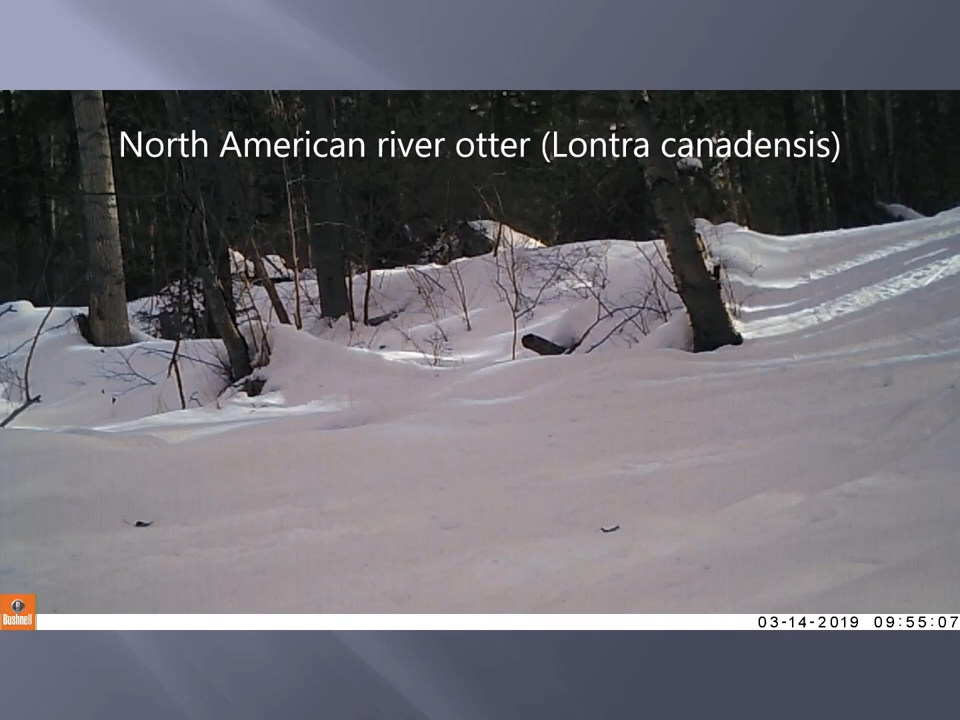 North American river otter (Lontra canadensis)
Bushnell
03-14-2019 09:55:07